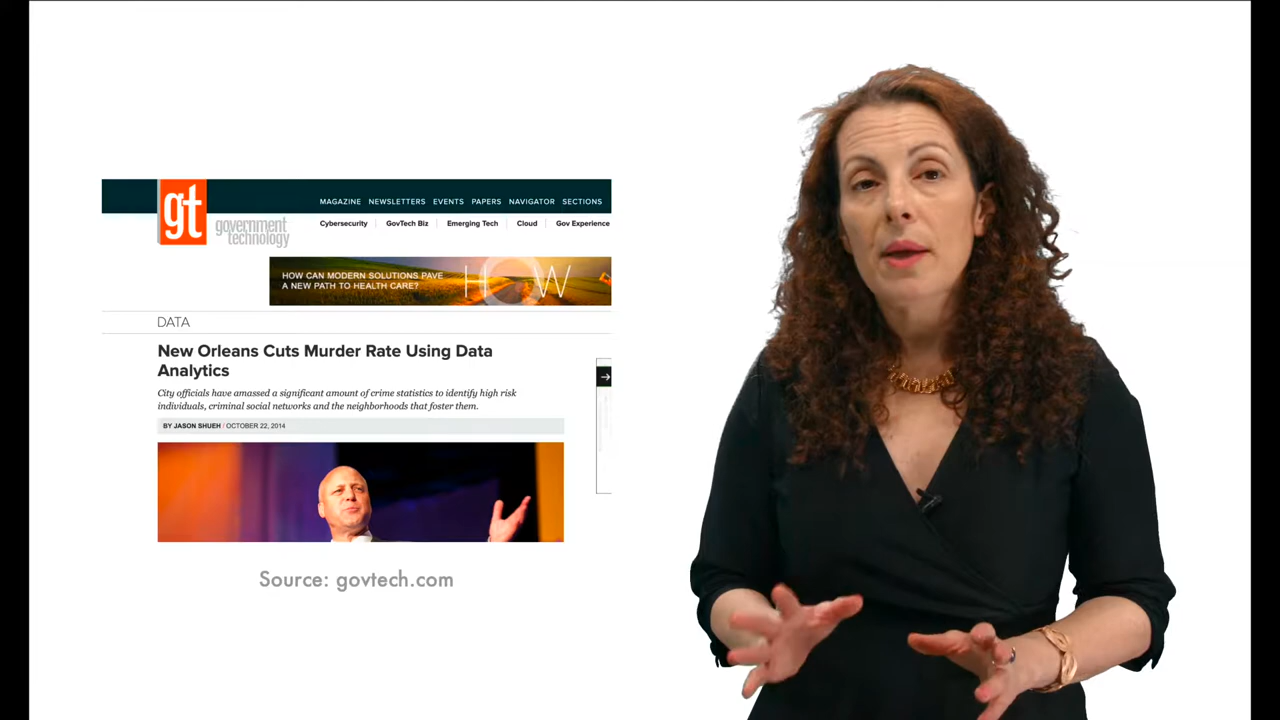 gt
government
technology
MAGAZINE NEWSLETTERS EVENTS PAPERS NAVIGATOR SECTIONS
Cybersecurity GovTech Biz Emerging Tech Cloud Gov Experience
HOW CAN MODERN SOLUTIONS PAVE
A NEW PATH TO HEALTH CARE?
HOW
DATA
New Orleans Cuts Murder Rate Using Data
Analytics
City officials have amassed a significant amount of crime statistics to identify high risk
individuals, criminal social networks and the neighborhoods that foster them.
BY JASON SHUEH / OCTOBER 22, 2014
Source: govtech.com